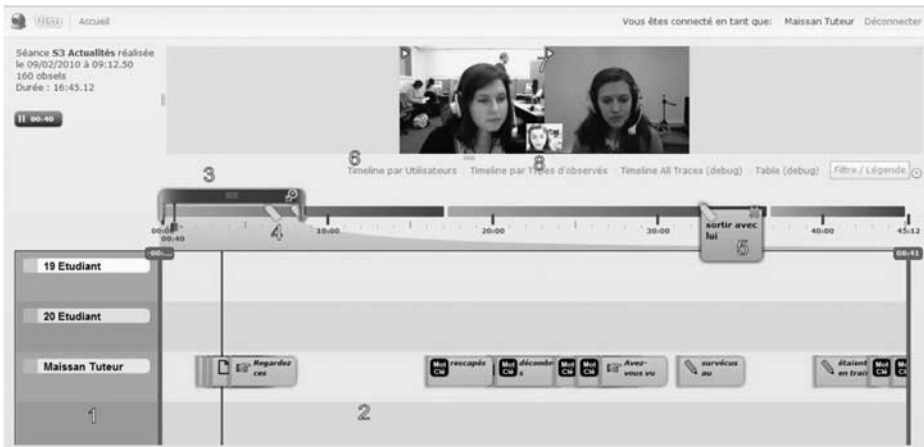 Visu Accueil Vous êtes connecté en tant que: Maissan Tuteur Déconnecter
Séance S3 Actualités réalisée
le 09/02/2010 à 09:12.50
160 obsels
Durée : 16:45.12
00:40
7
6 8
Timeline par Utilisateurs Timeline par Types d'observés Timeline All Traces (debug) Table (debug) Filtre / Légende
3
4
00:00 10:00 20:00 30:00 40:00 45:12
00:40
sortir avec
lui
5
00:... 08:41
19 Etudiant
20 Etudiant
Maissan Tuteur
Regardez
ces
Mot Clé rescapés
Mot Clé décombre
s
Mot Clé
Mot Clé
Avez-
vous vu
survécus
au
étaient
en trait
Mot Clé
Mot Clé
1 2